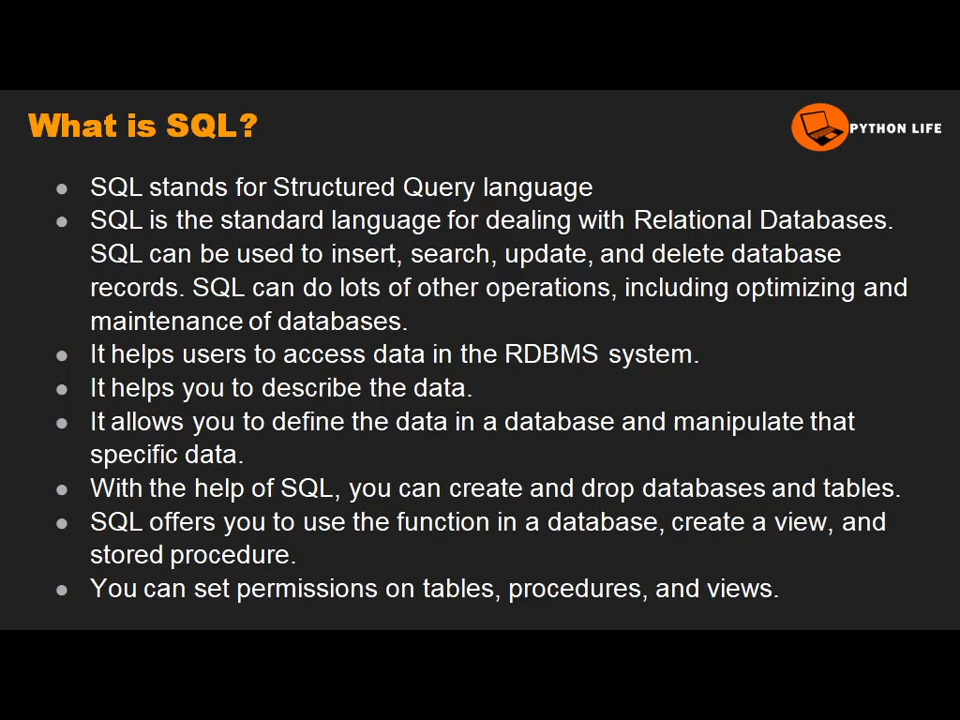 What is SQL?
PYTHON LIFE
● SQL stands for Structured Query language
● SQL is the standard language for dealing with Relational Databases.
SQL can be used to insert, search, update, and delete database
records. SQL can do lots of other operations, including optimizing and
maintenance of databases.
● It helps users to access data in the RDBMS system.
● It helps you to describe the data.
● It allows you to define the data in a database and manipulate that
specific data.
● With the help of SQL, you can create and drop databases and tables.
● SQL offers you to use the function in a database, create a view, and
stored procedure.
● You can set permissions on tables, procedures, and views.